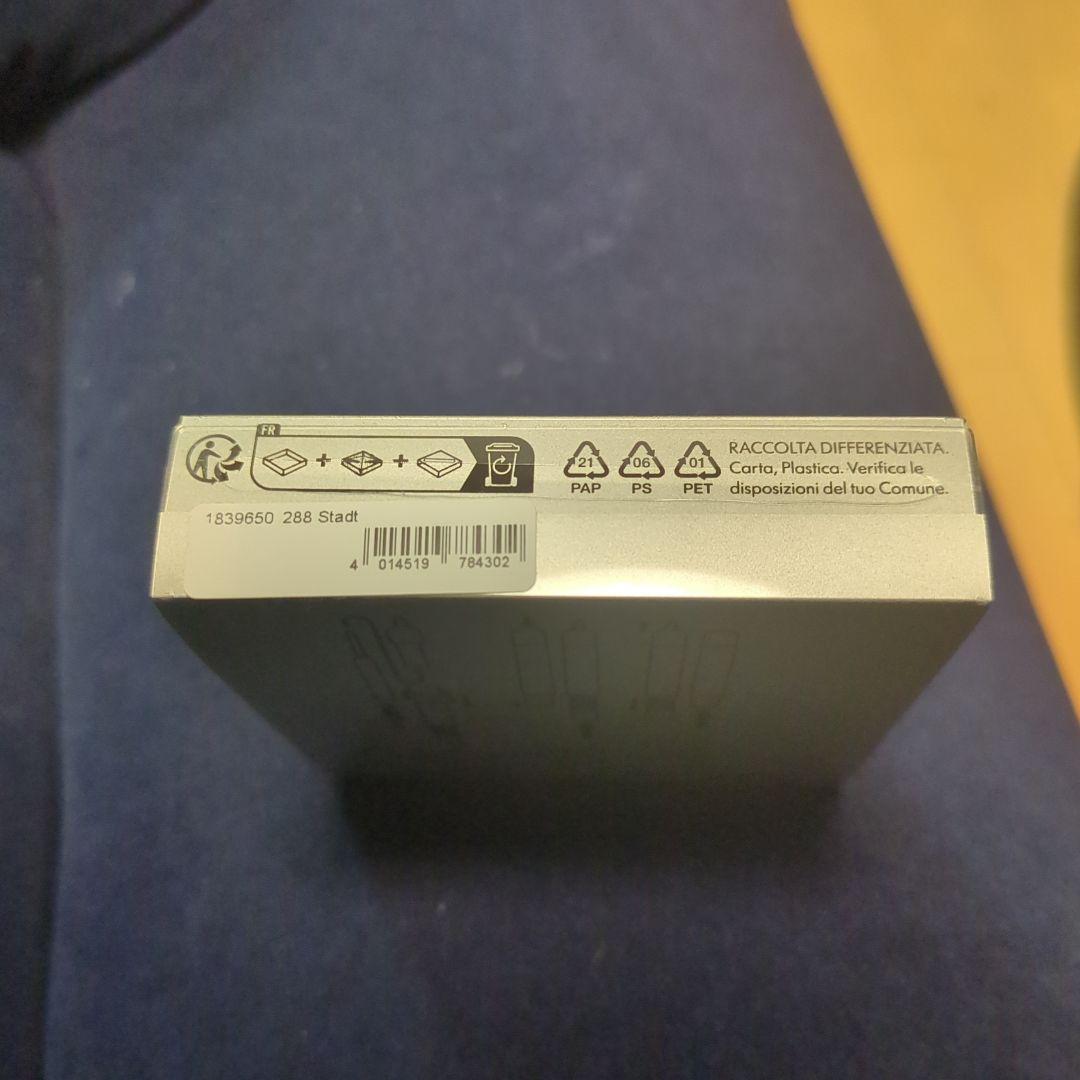 FR
21
PAP
06
PS
01
PET
RACCOLTA DIFFERENZIATA.
Carta, Plastica. Verifica le
disposizioni del tuo Comune.
1839650 288 Stadt
4 014519 784302